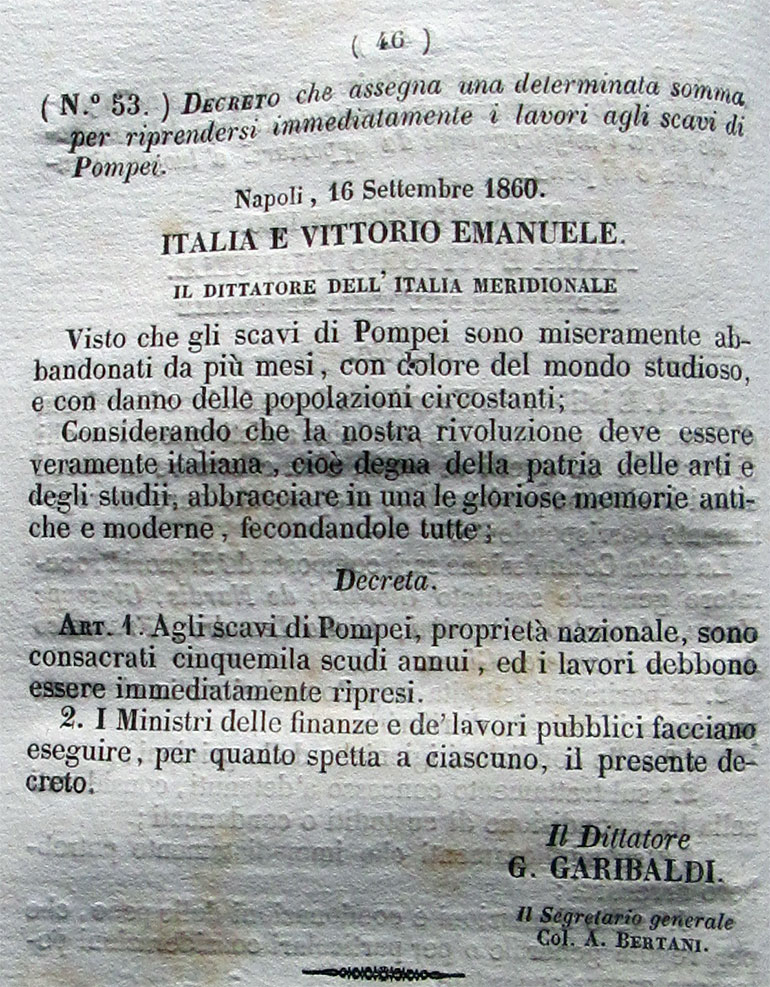 ( 46 )
( N.º 53. ) DECRETO che assegna una determinata somma
per riprendersi immediatamente i lavori agli scavi di
Pompei.
Napoli, 16 Settembre 1860.
ITALIA E VITTORIO EMANUELE.
IL DITTATORE DELL' ITALIA MERIDIONALE
Visto che gli scavi di Pompei sono miseramente ab-
bandonati da più mesi, con dolore del mondo studioso,
e con danno delle popolazioni circostanti;
Considerando che la nostra rivoluzione deve essere
veramente italiana, cioè degna della patria delle arti e
degli studii, abbracciare in una le gloriose memorie anti-
che e moderne, fecondandole tutte;
Decreta.
ART. 1. Agli scavi di Pompei, proprietà nazionale, sono
consacrati cinquemila scudi annui, ed i lavori debbono
essere immediatamente ripresi.
2. I Ministri delle finanze e de' lavori pubblici facciano
eseguire, per quanto spetta a ciascuno, il presente de-
creto.
Il Dittatore
G. GARIBALDI.
Il Segretario generale
Col. A. BERTANI.